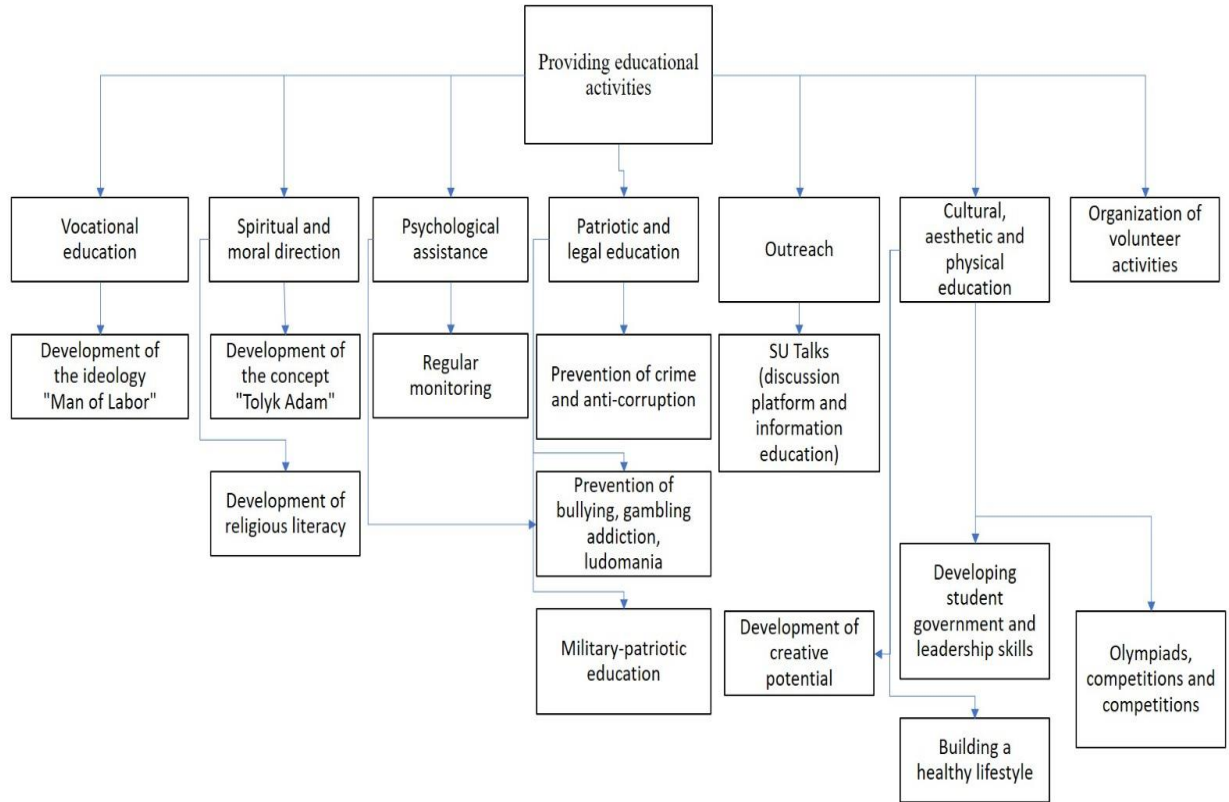 Providing educational
activities
Vocational
education
Spiritual and
moral direction
Psychological
assistance
Patriotic and
legal education
Outreach
Cultural,
aesthetic and
physical
education
Organization of
volunteer
activities
Development of
the ideology
"Man of Labor"
Development of
the concept
"Tolyk Adam"
Regular
monitoring
Prevention of crime
and anti-corruption
SU Talks
(discussion
platform and
information
education)
Development of
religious literacy
Prevention of
bullying, gambling
addiction,
ludomania
Military-patriotic
education
Development of
creative
potential
Developing
student
government and
leadership skills
Olympiads,
competitions and
competitions
Building a
healthy lifestyle